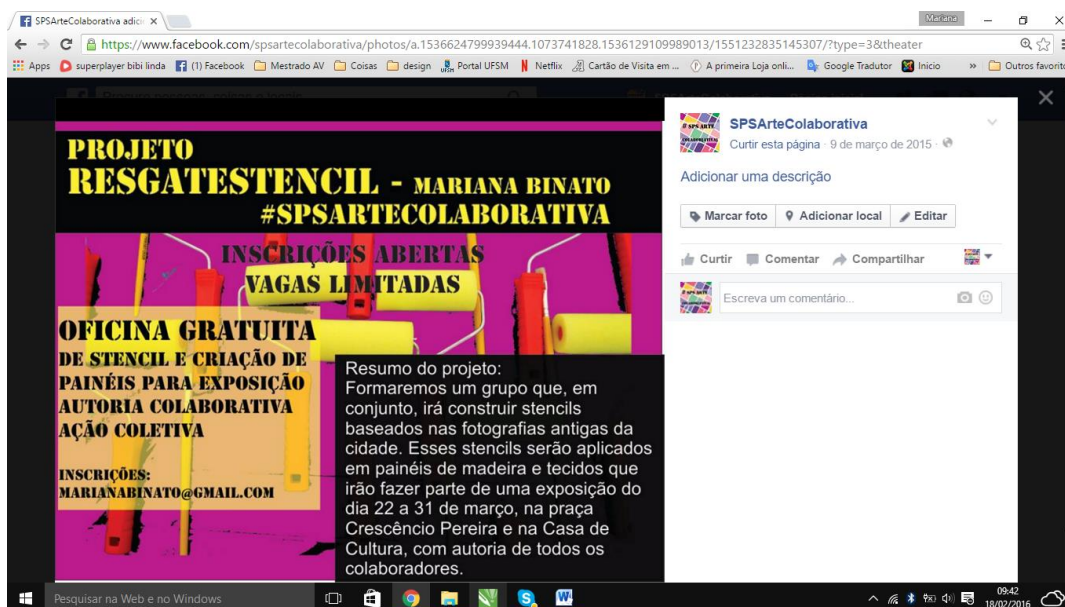 SPSArteColaborativa adici
Mariana
https://www.facebook.com/spsartecolaborativa/photos/a.1536624799939444.1073741828.1536129109989013/1551232835145307/?type=3&theater
Apps superplayer bibi linda (1) Facebook Mestrado AV Coisas design Portal UFSM Netflix Cartão de Visita em ... A primeira Loja onli... Google Tradutor Inicio » Outros favorito
PROJETO
RESGATESTENCIL - MARIANA BINATO
#SPSARTECOLABORATIVA
INSCRIÇÕES ABERTAS
VAGAS LIMITADAS
OFICINA GRATUITA
DE STENCIL E CRIAÇÃO DE
PAINÉIS PARA EXPOSIÇÃO
AUTORIA COLABORATIVA
AÇÃO COLETIVA
INSCRIÇÕES:
MARIANABINATO@GMAIL.COM
Resumo do projeto:
Formaremos um grupo que, em
conjunto, irá construir stencils
baseados nas fotografias antigas da
cidade. Esses stencils serão aplicados
em painéis de madeira e tecidos que
irão fazer parte de uma exposição do
dia 22 a 31 de março, na praça
Crescêncio Pereira e na Casa de
Cultura, com autoria de todos os
colaboradores.
SPSArteColaborativa
Curtir esta página · 9 de março de 2015 ·
Adicionar uma descrição
Marcar foto Adicionar local Editar
Curtir Comentar Compartilhar
Escreva um comentário...
Pesquisar na Web e no Windows
09:42
18/02/2016